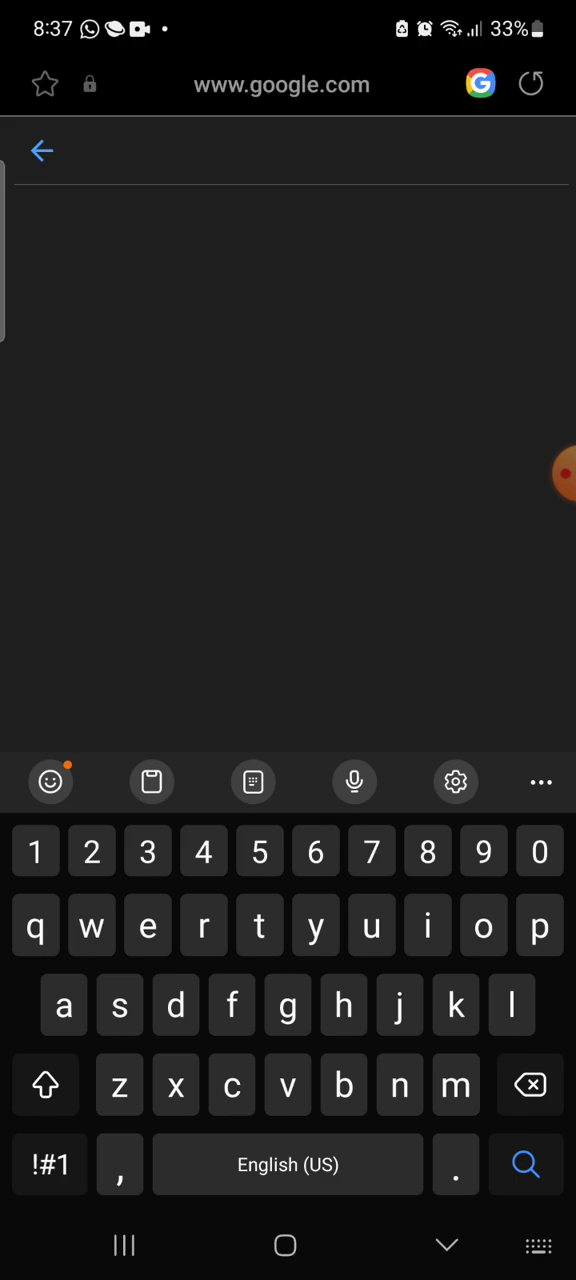 8:37 33%
www.google.com G
1 2 3 4 5 6 7 8 9 0
q w e r t y u i o p
a s d f g h j k l
z x c v b n m
!#1 , English (US) .